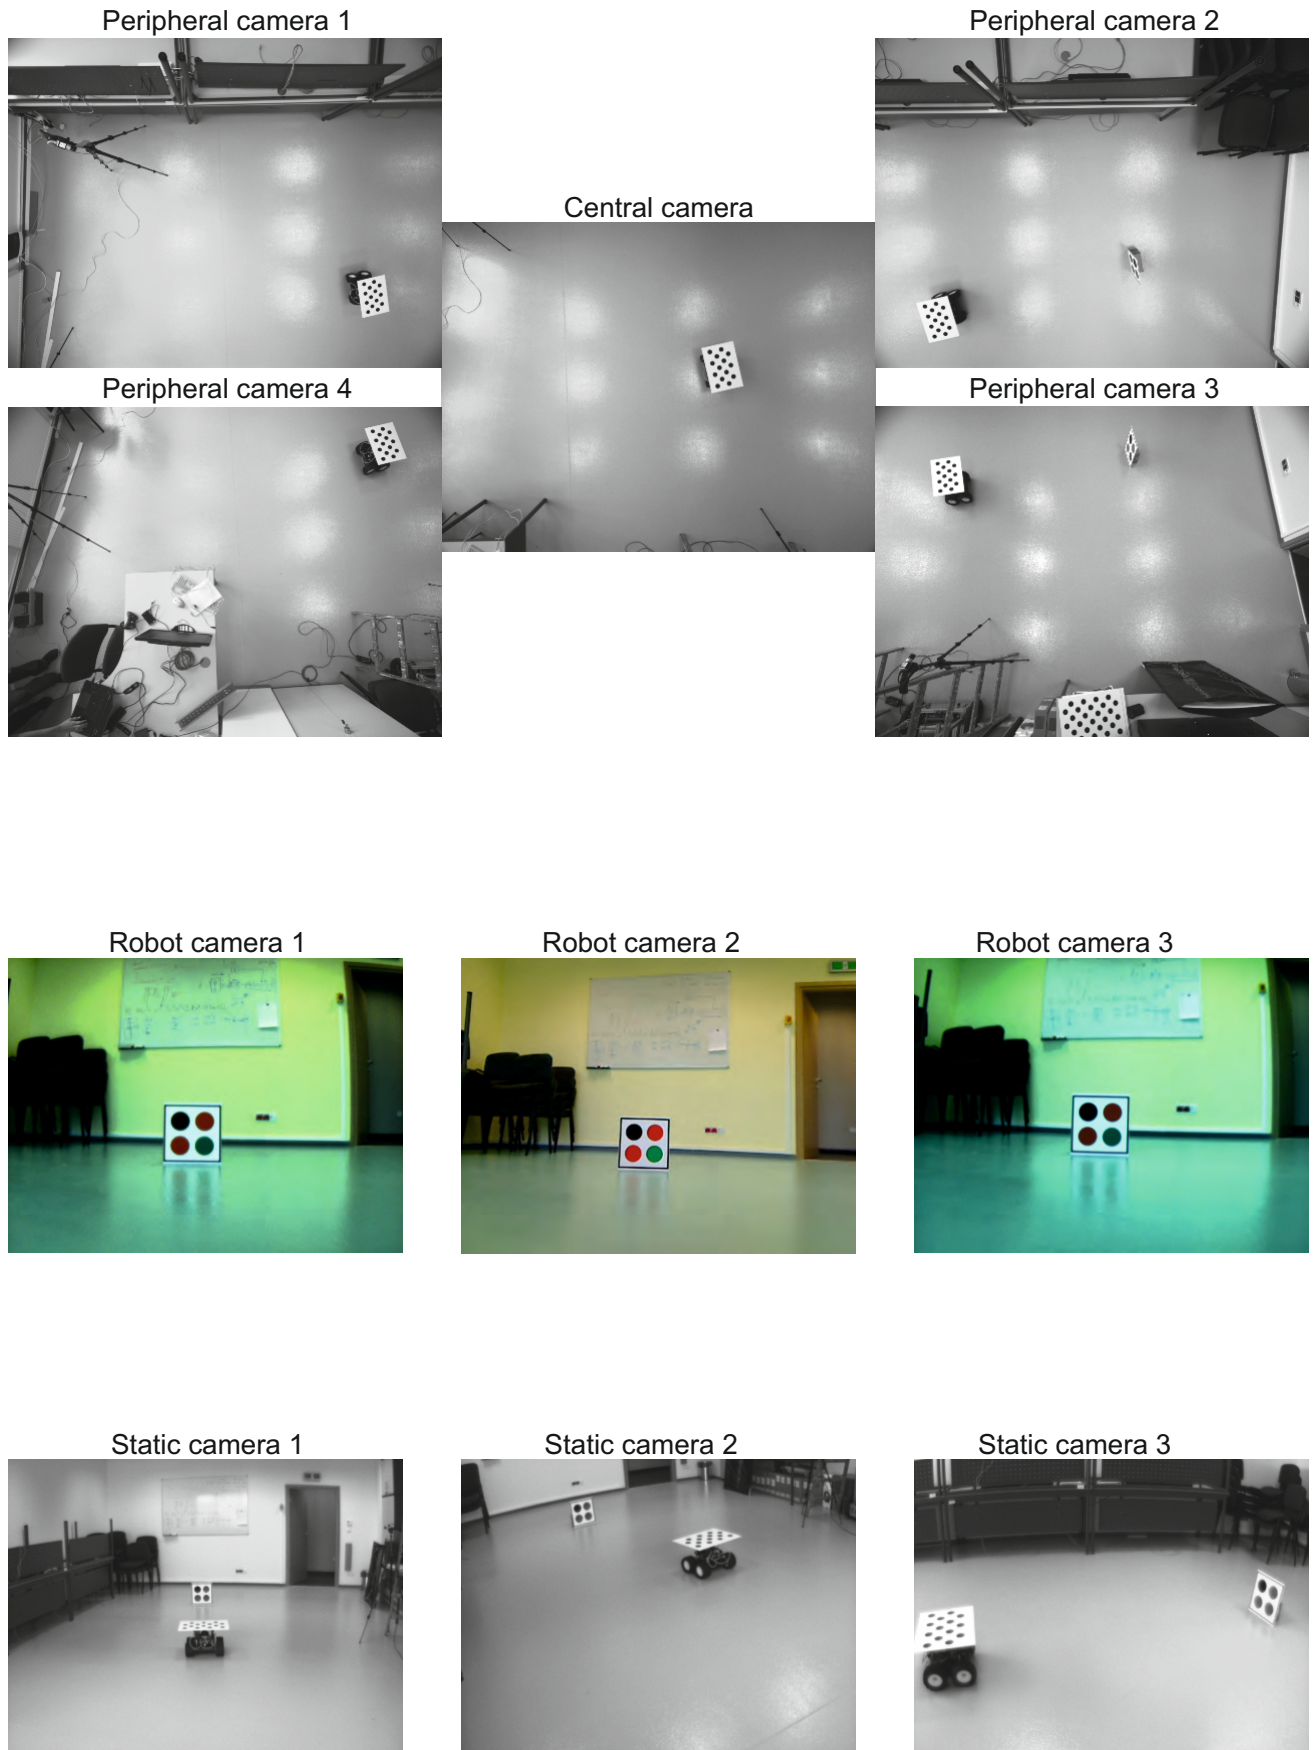 Peripheral camera 1
Peripheral camera 2
Central camera
Peripheral camera 4
Peripheral camera 3
Robot camera 1
Robot camera 2
Robot camera 3
Static camera 1
Static camera 2
Static camera 3